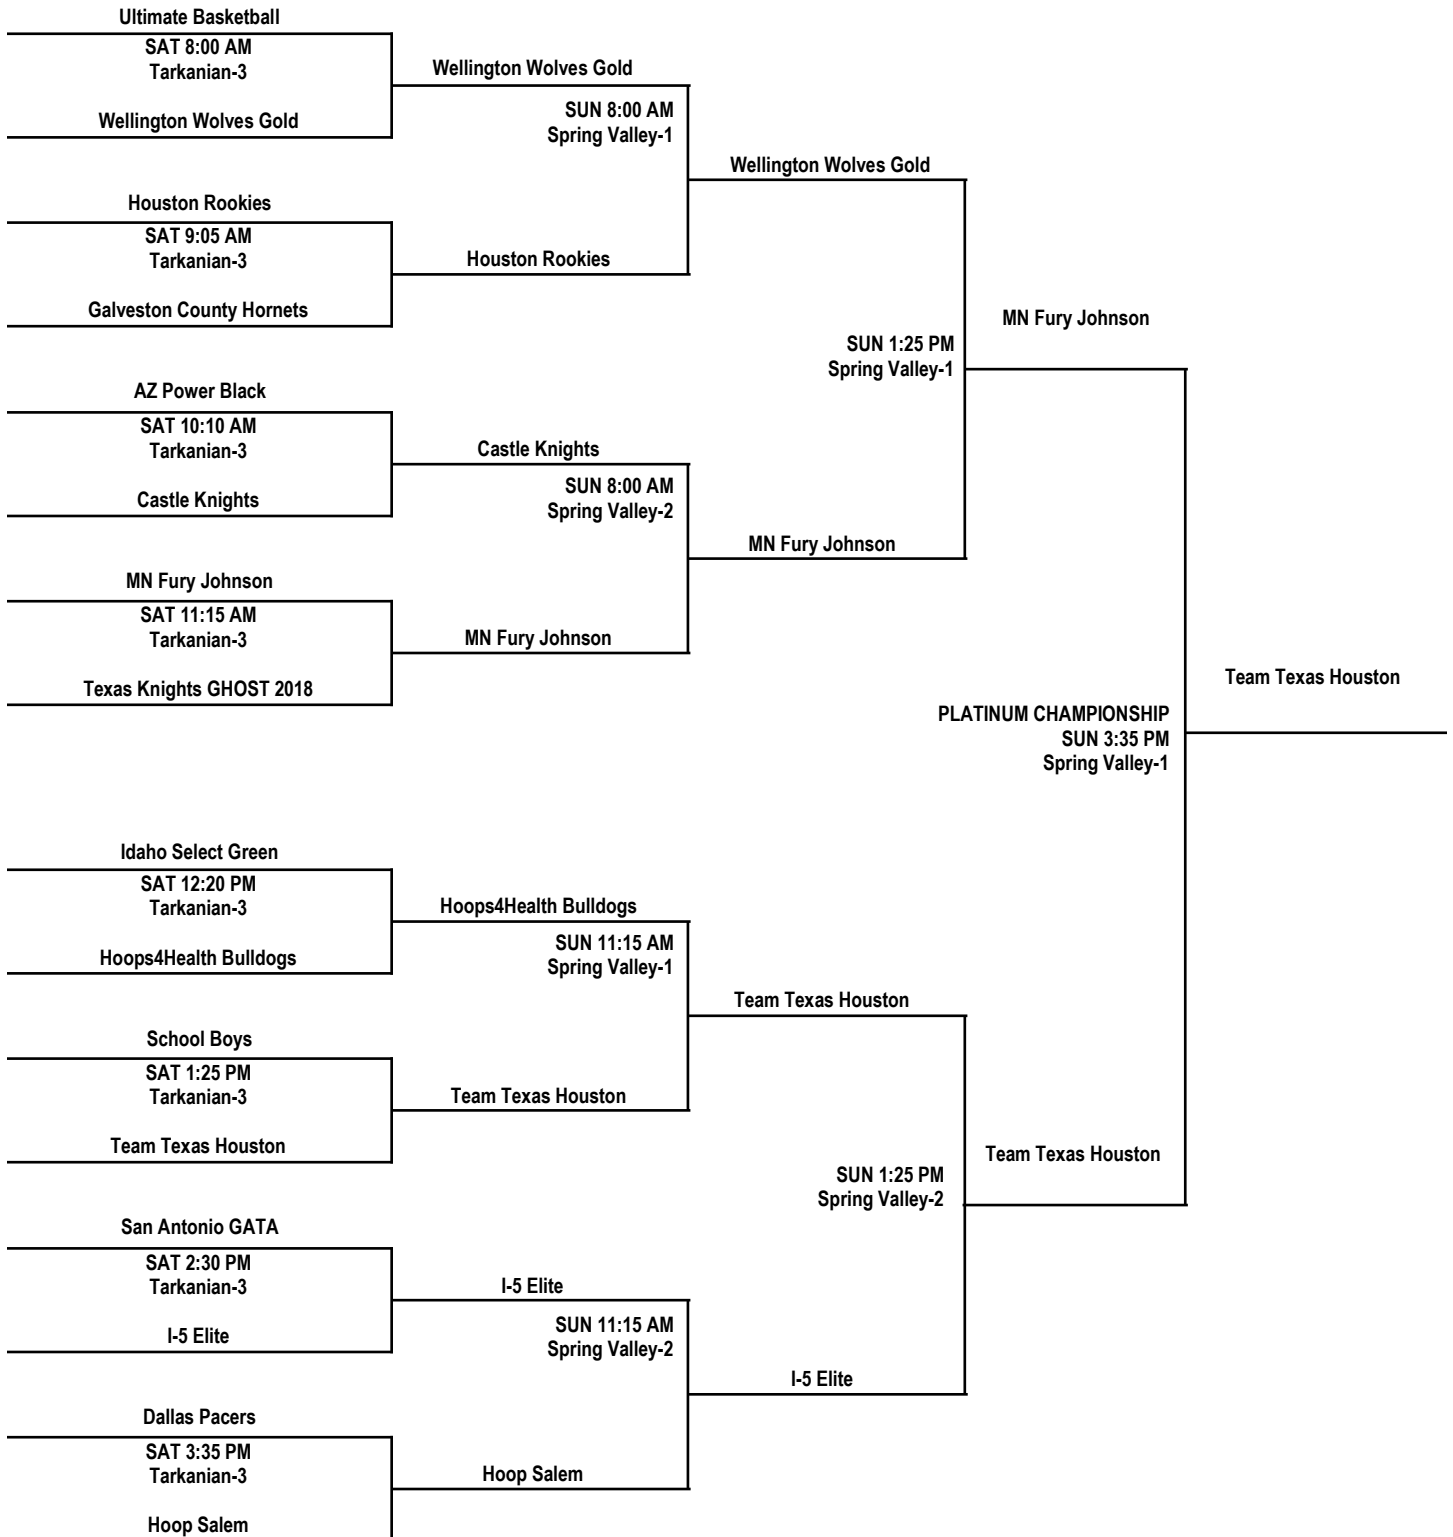 Ultimate Basketball
SAT 8:00 AM
Tarkanian-3
Wellington Wolves Gold
Wellington Wolves Gold
SUN 8:00 AM
Spring Valley-1
Wellington Wolves Gold
Houston Rookies
SAT 9:05 AM
Tarkanian-3
Houston Rookies
Galveston County Hornets
MN Fury Johnson
SUN 1:25 PM
Spring Valley-1
AZ Power Black
SAT 10:10 AM
Tarkanian-3
Castle Knights
Castle Knights
SUN 8:00 AM
Spring Valley-2
MN Fury Johnson
MN Fury Johnson
SAT 11:15 AM
Tarkanian-3
MN Fury Johnson
Texas Knights GHOST 2018
Team Texas Houston
PLATINUM CHAMPIONSHIP
SUN 3:35 PM
Spring Valley-1
Idaho Select Green
SAT 12:20 PM
Tarkanian-3
Hoops4Health Bulldogs
Hoops4Health Bulldogs
SUN 11:15 AM
Spring Valley-1
Team Texas Houston
School Boys
SAT 1:25 PM
Tarkanian-3
Team Texas Houston
Team Texas Houston
Team Texas Houston
SUN 1:25 PM
Spring Valley-2
San Antonio GATA
SAT 2:30 PM
Tarkanian-3
I-5 Elite
I-5 Elite
SUN 11:15 AM
Spring Valley-2
I-5 Elite
Dallas Pacers
SAT 3:35 PM
Tarkanian-3
Hoop Salem
Hoop Salem